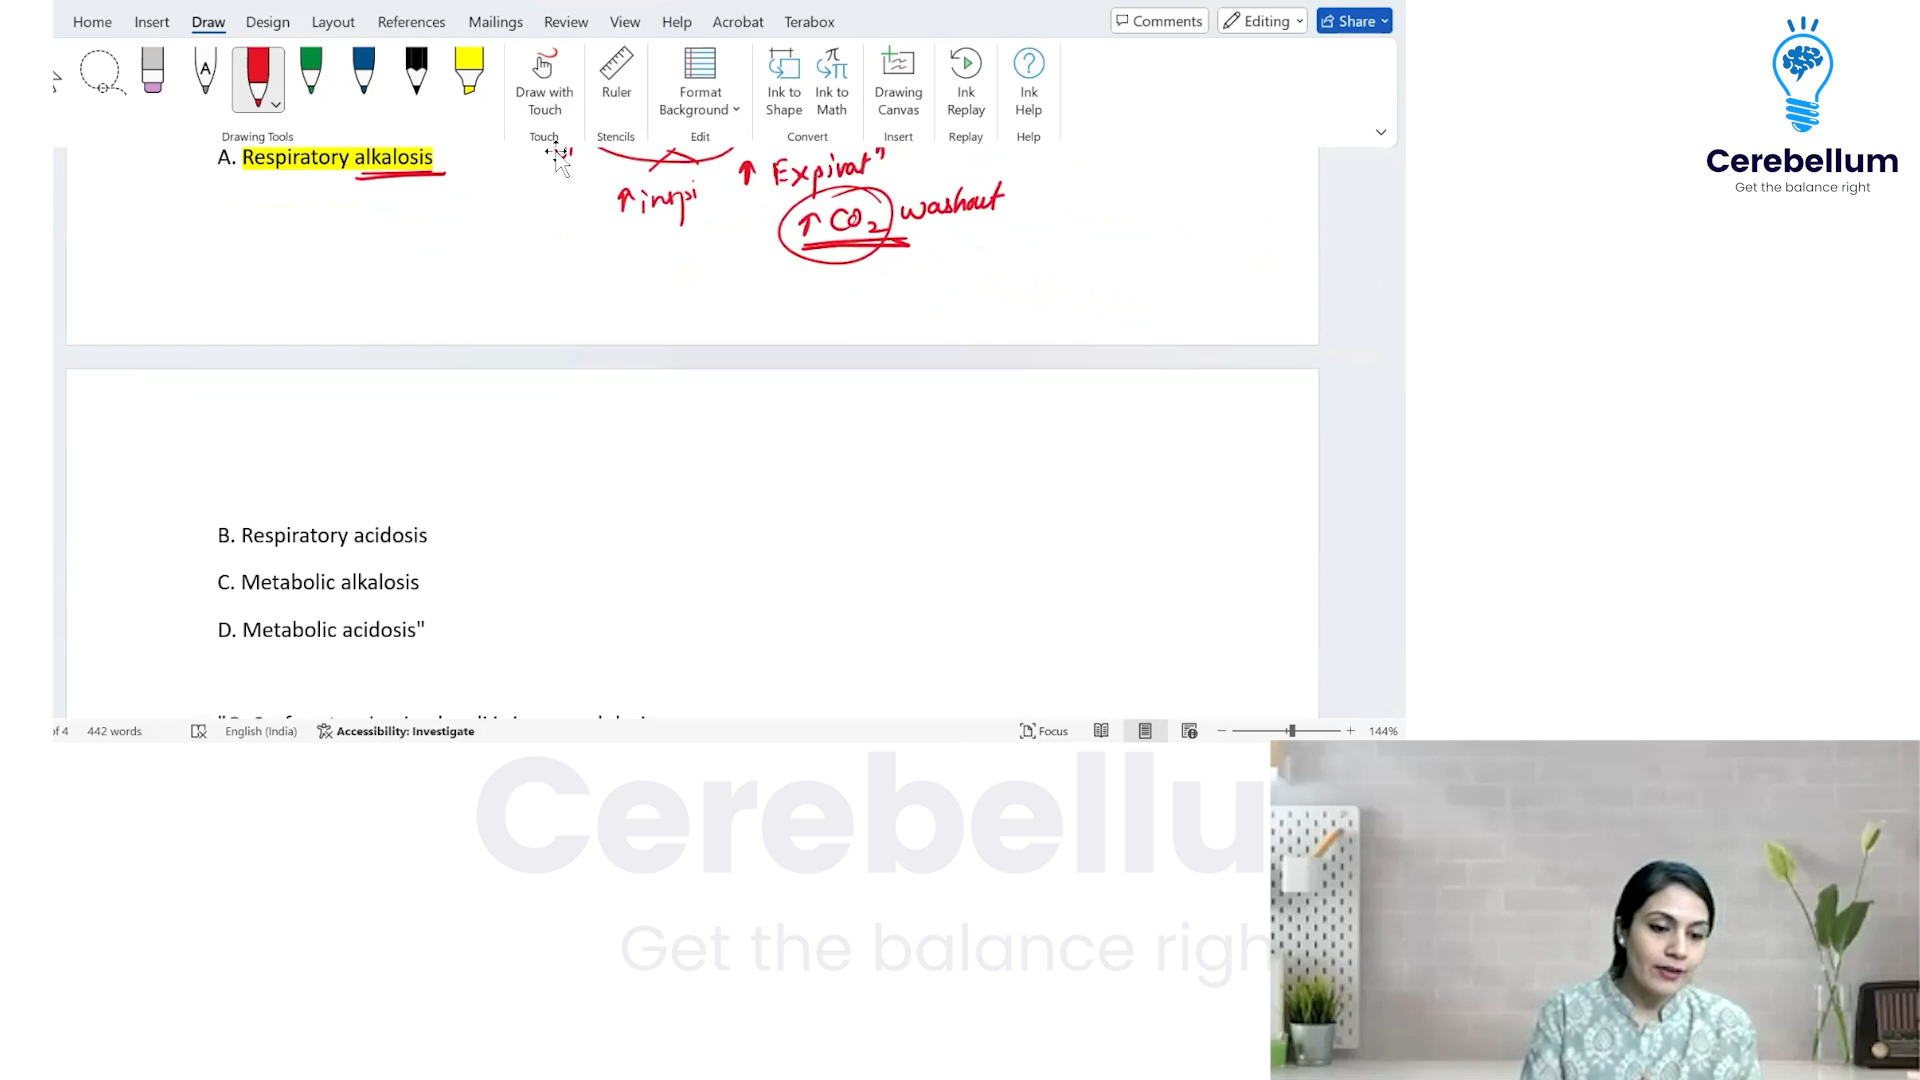 Home Insert Draw Design Layout References Mailings Review View Help Acrobat Terabox Comments Editing Share
Draw with Touch
Ruler
Format Background
Ink to Shape
Ink to Math
Drawing Canvas
Ink Replay
Ink Help
Drawing Tools Touch Stencils Edit Convert Insert Replay Help
Cerebellum
Get the balance right
A. Respiratory alkalosis
↑ Expirat"
↑ inspi
↑ CO2 washout
B. Respiratory acidosis
C. Metabolic alkalosis
D. Metabolic acidosis"
of 4 442 words English (India) Accessibility: Investigate Focus 144%
Cerebellu
Get the balance righ